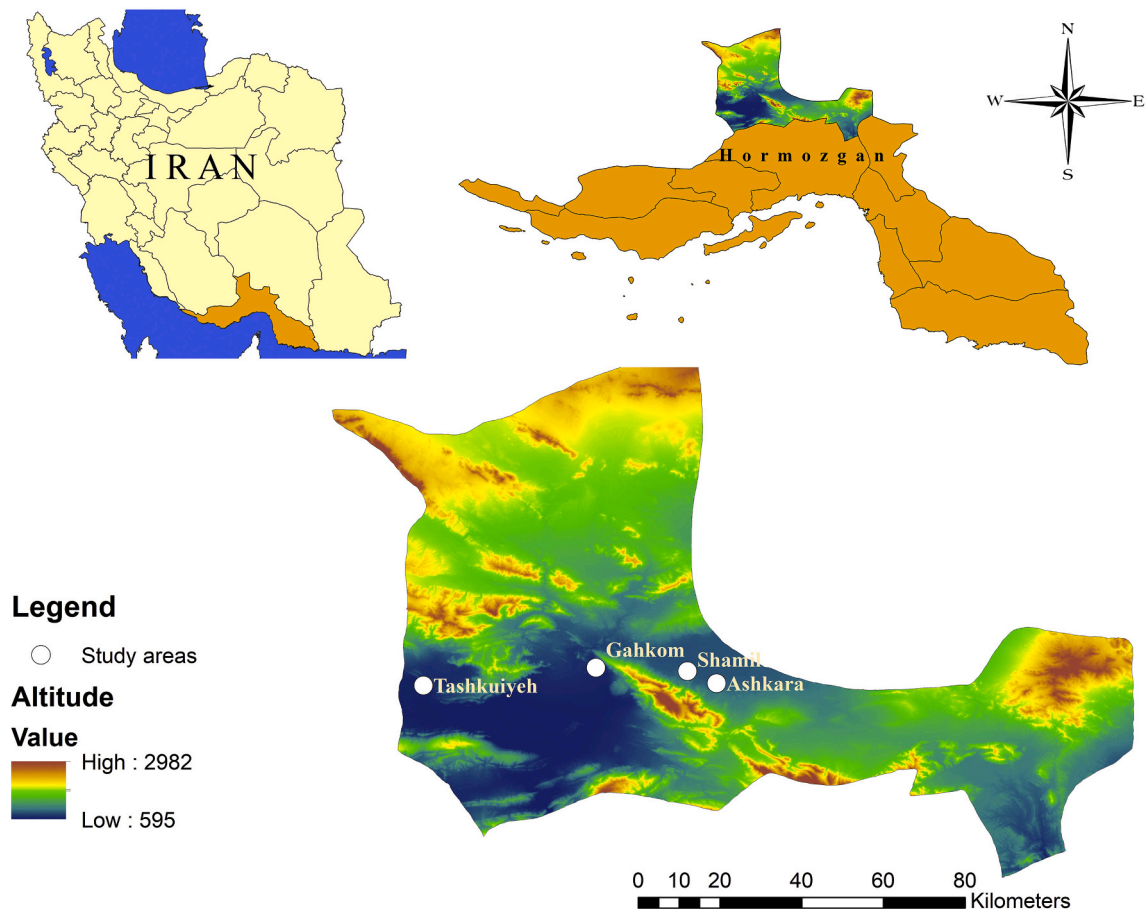 IRAN
N
W E
S
Hormozgan
Legend
Study areas
Altitude
Value
High : 2982
Low : 595
Gahkom
Shamil
Ashkara
Tashkuiyeh
0 10 20 40 60 80
Kilometers